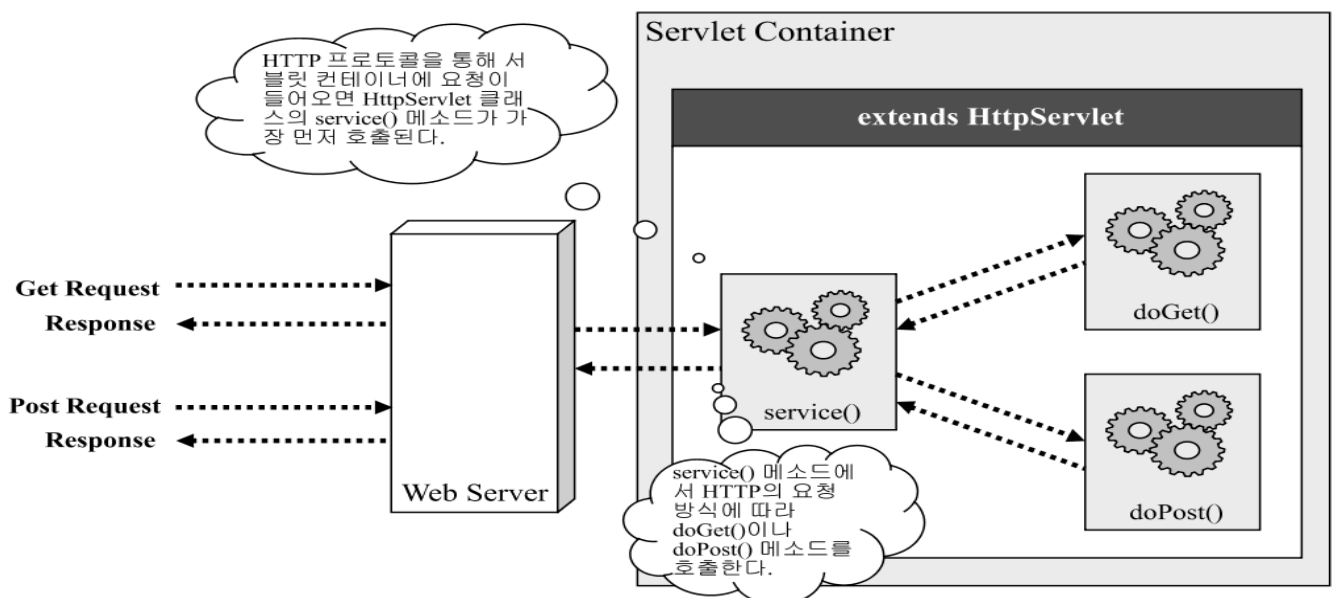 Servlet Container
HTTP 프로토콜을 통해 서
블릿 컨테이너에 요청이
들어오면 HttpServlet 클래
스의 service() 메소드가 가
장 먼저 호출된다.
extends HttpServlet
Get Request
Response
Post Request
Response
Web Server
service()
doGet()
doPost()
service() 메소드에
서 HTTP의 요청
방식에 따라
doGet()이나
doPost() 메소드를
호출한다.